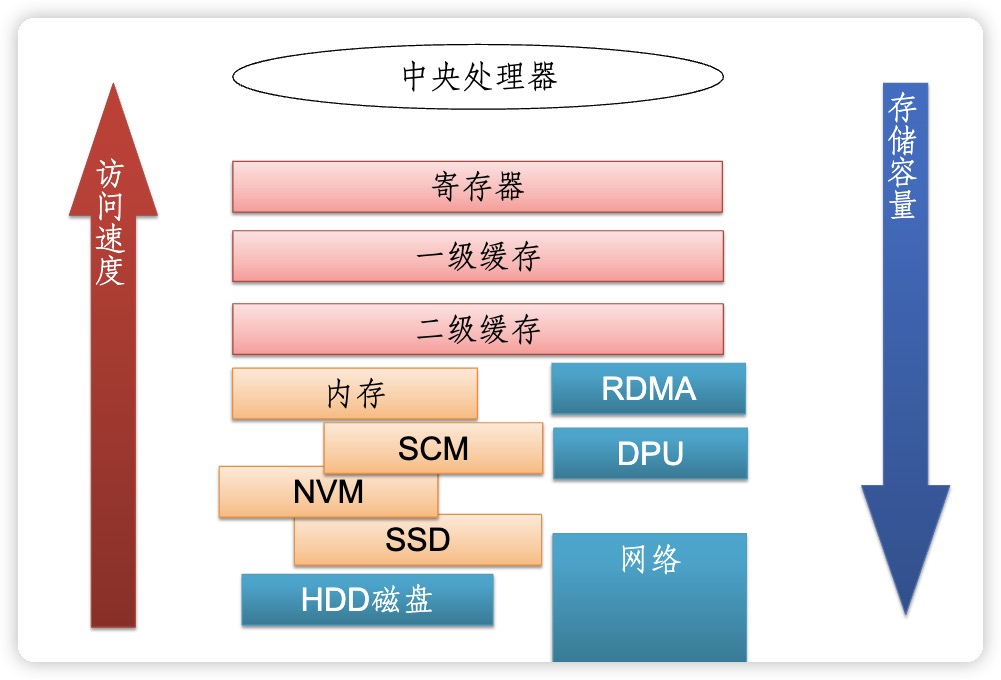 中央处理器
访问速度
存储容量
寄存器
一级缓存
二级缓存
内存
RDMA
SCM
DPU
NVM
SSD
网络
HDD磁盘